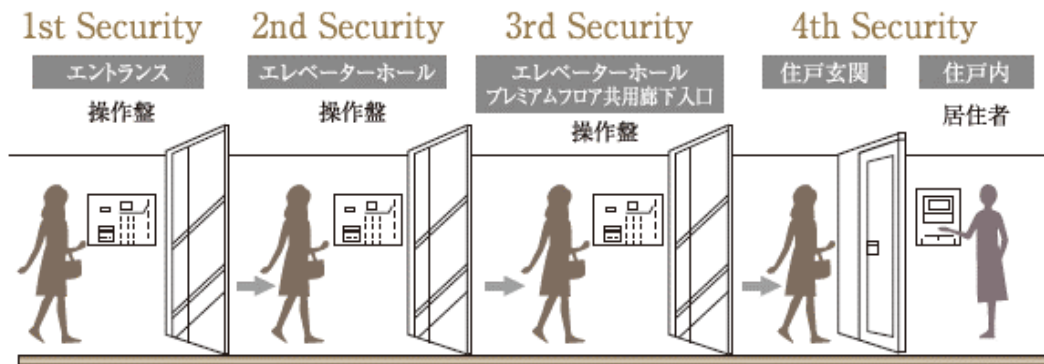 1st Security
エントランス
操作盤
2nd Security
エレベーターホール
操作盤
3rd Security
エレベーターホール
プレミアムフロア共用廊下入口
操作盤
4th Security
住戸玄関
住戸内
居住者